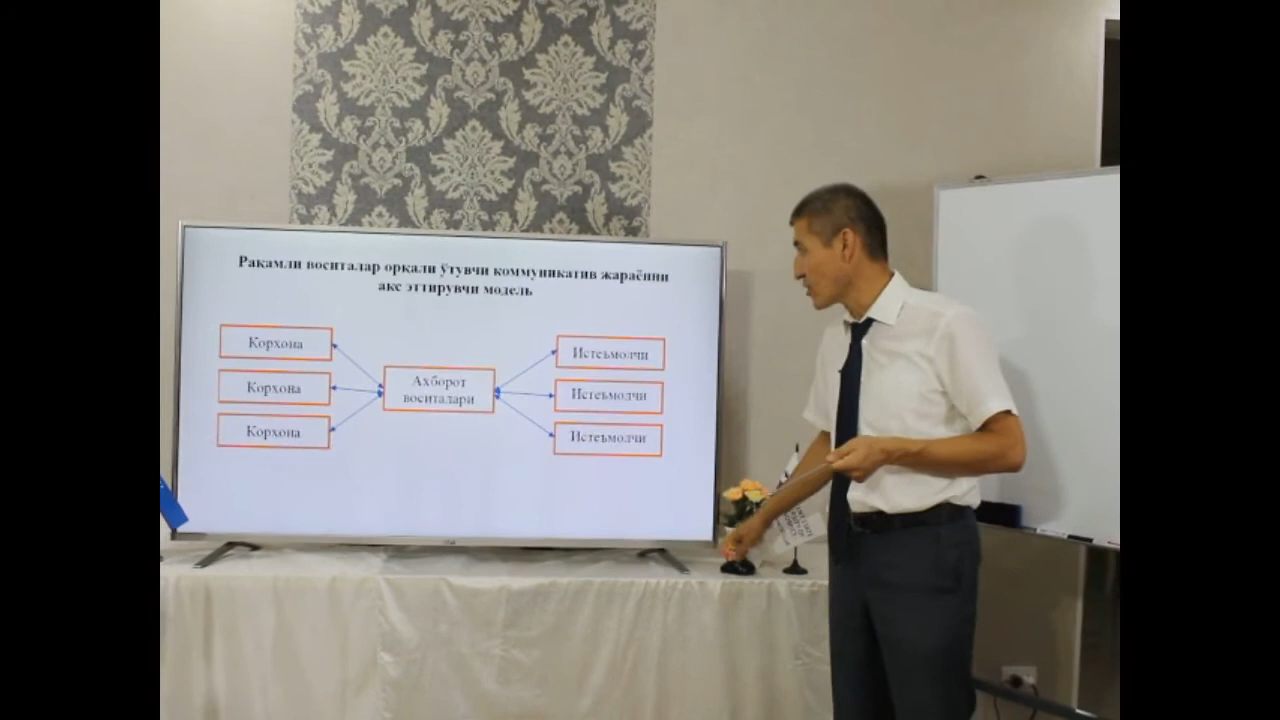 Рақамли воситалар орқали ўтувчи коммуникатив жараённи
акс эттирувчи модель
Корхона
Корхона
Корхона
Ахборот
воситалари
Истеъмолчи
Истеъмолчи
Истеъмолчи